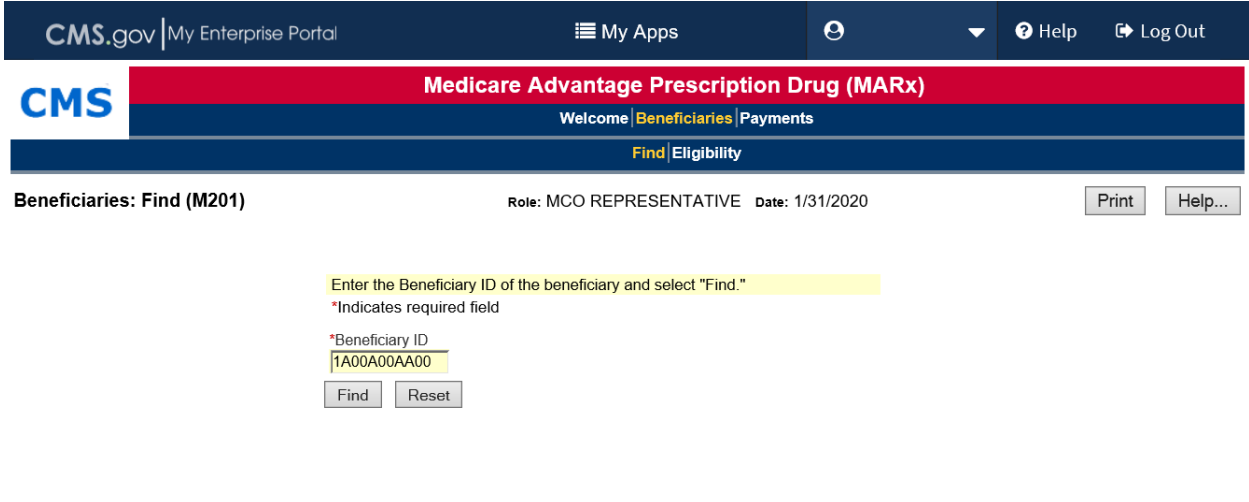 CMS.gov My Enterprise Portal My Apps Help Log Out
CMS
Medicare Advantage Prescription Drug (MARx)
Welcome|Beneficiaries|Payments
Find|Eligibility
Beneficiaries: Find (M201) Role: MCO REPRESENTATIVE Date: 1/31/2020 Print Help...
Enter the Beneficiary ID of the beneficiary and select "Find."
*Indicates required field
*Beneficiary ID
1A00A00AA00
Find Reset